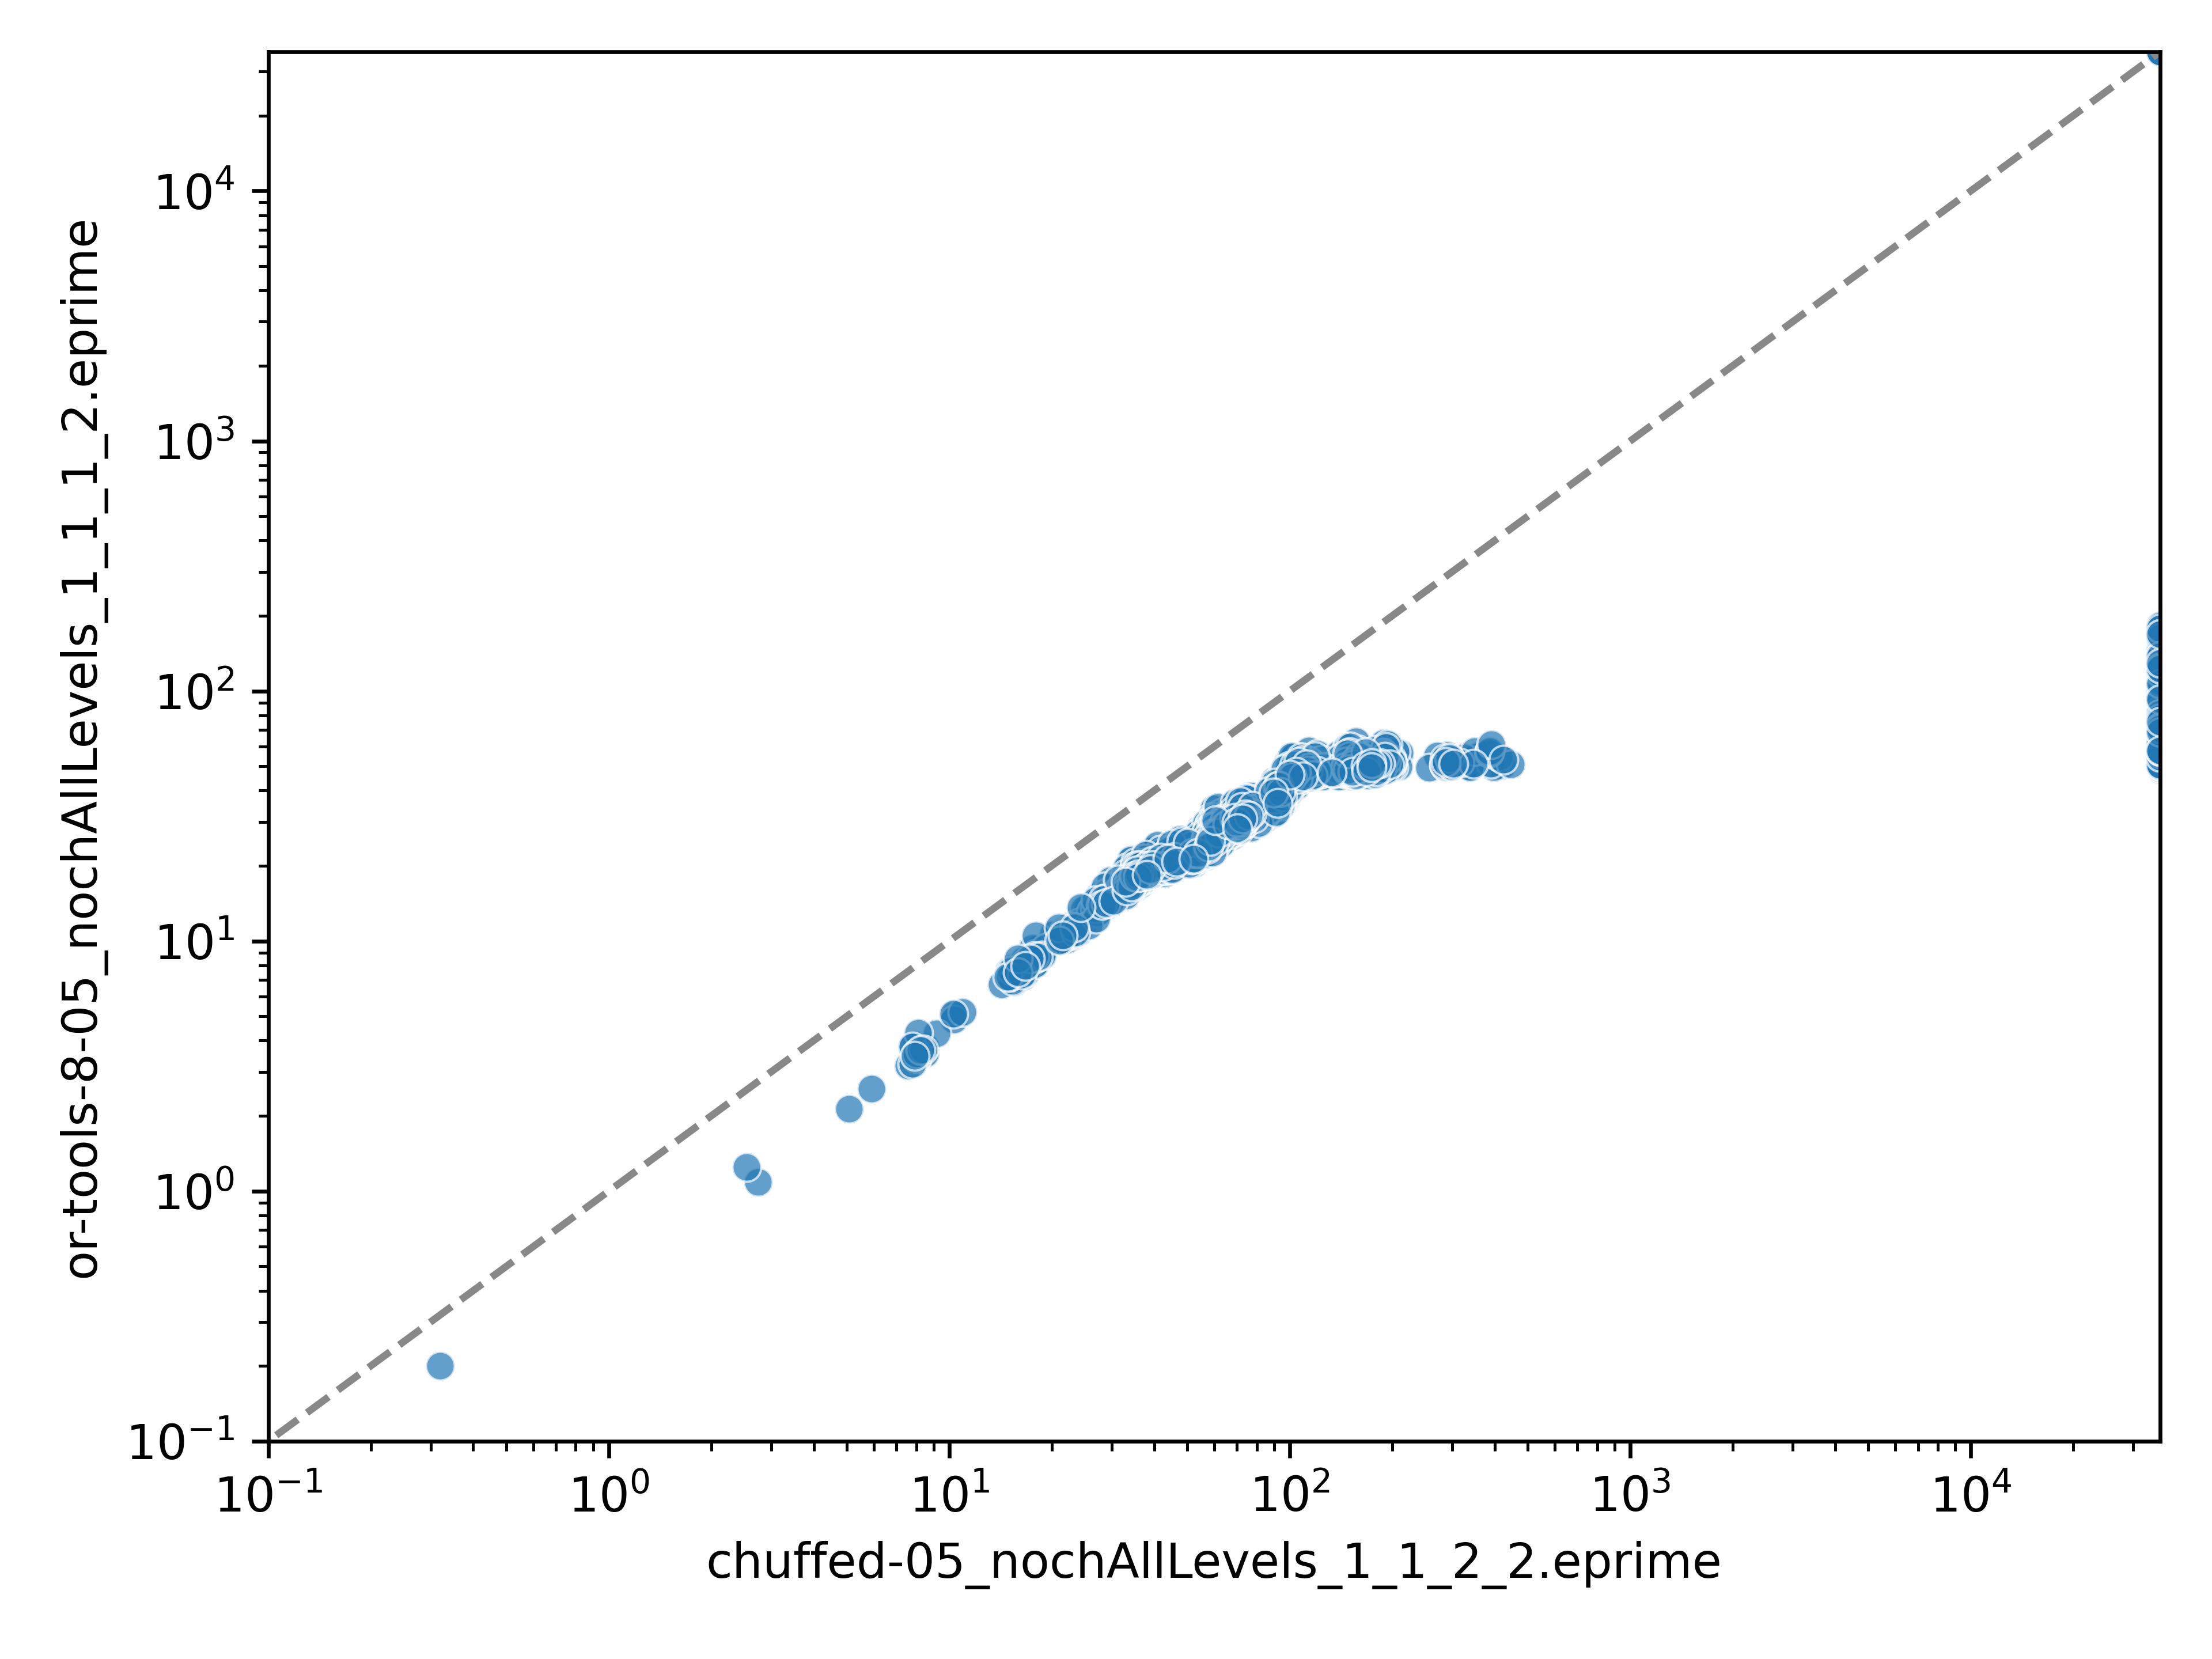 or-tools-8-05_nochAllLevels_1_1_1_2.eprime
10⁴
10³
10²
10¹
10⁰
10⁻¹
10⁻¹ 10⁰ 10¹ 10² 10³ 10⁴
chuffed-05_nochAllLevels_1_1_2_2.eprime